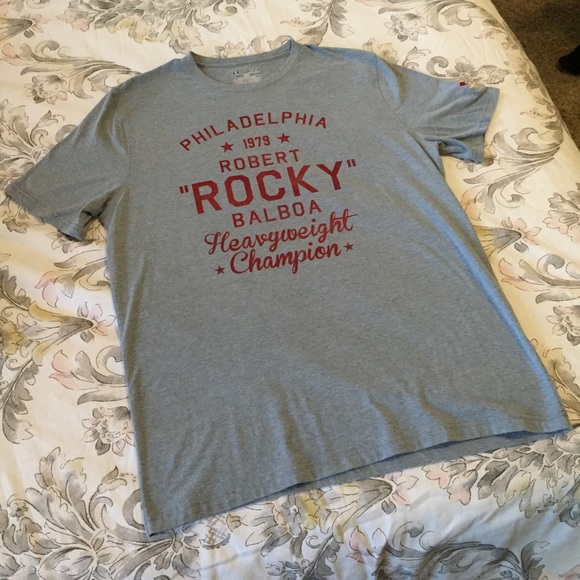 PHILADELPHIA
★ 1979 ★
ROBERT
"ROCKY"
BALBOA
Heavyweight
★ Champion ★